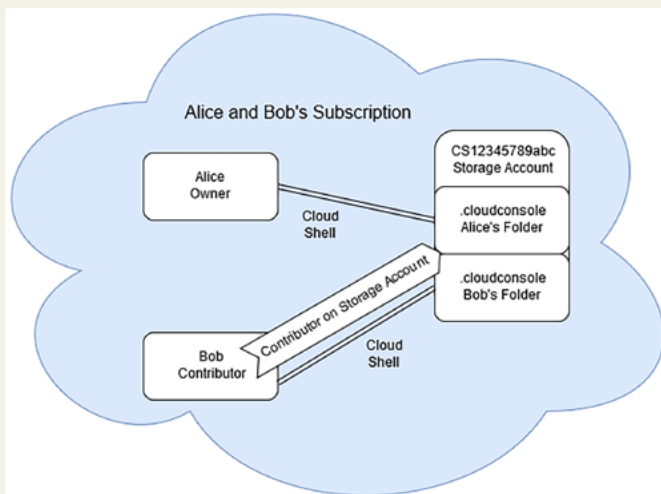 Alice and Bob's Subscription
CS12345789abc
Storage Account
Alice
Owner
.cloudconsole
Alice's Folder
Cloud
Shell
Contributor on Storage Account
.cloudconsole
Bob's Folder
Bob
Contributor
Cloud
Shell